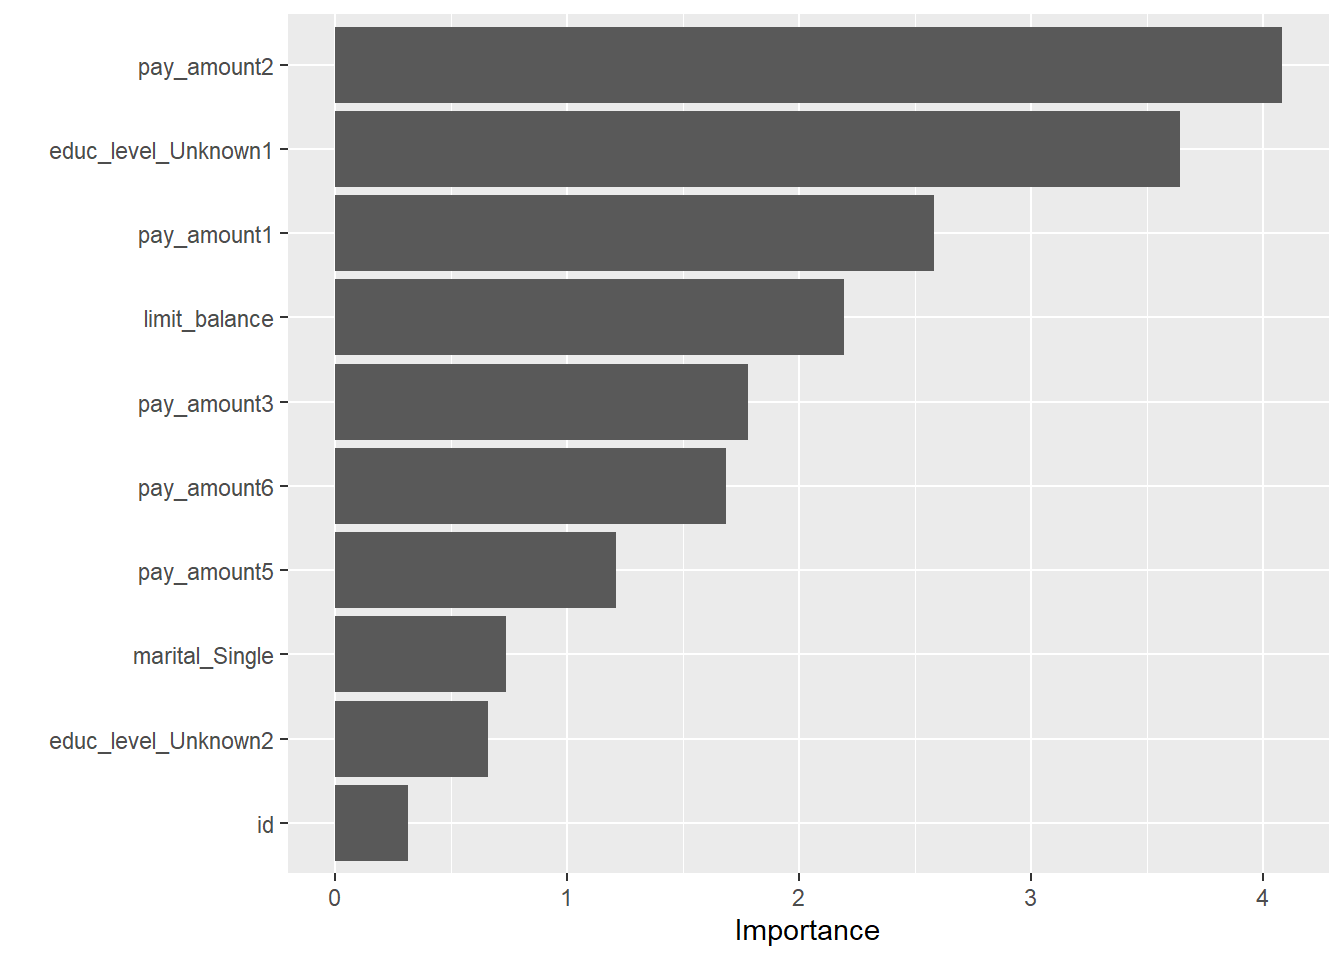 pay_amount2
educ_level_Unknown1
pay_amount1
limit_balance
pay_amount3
pay_amount6
pay_amount5
marital_Single
educ_level_Unknown2
id
0 1 2 3 4
Importance